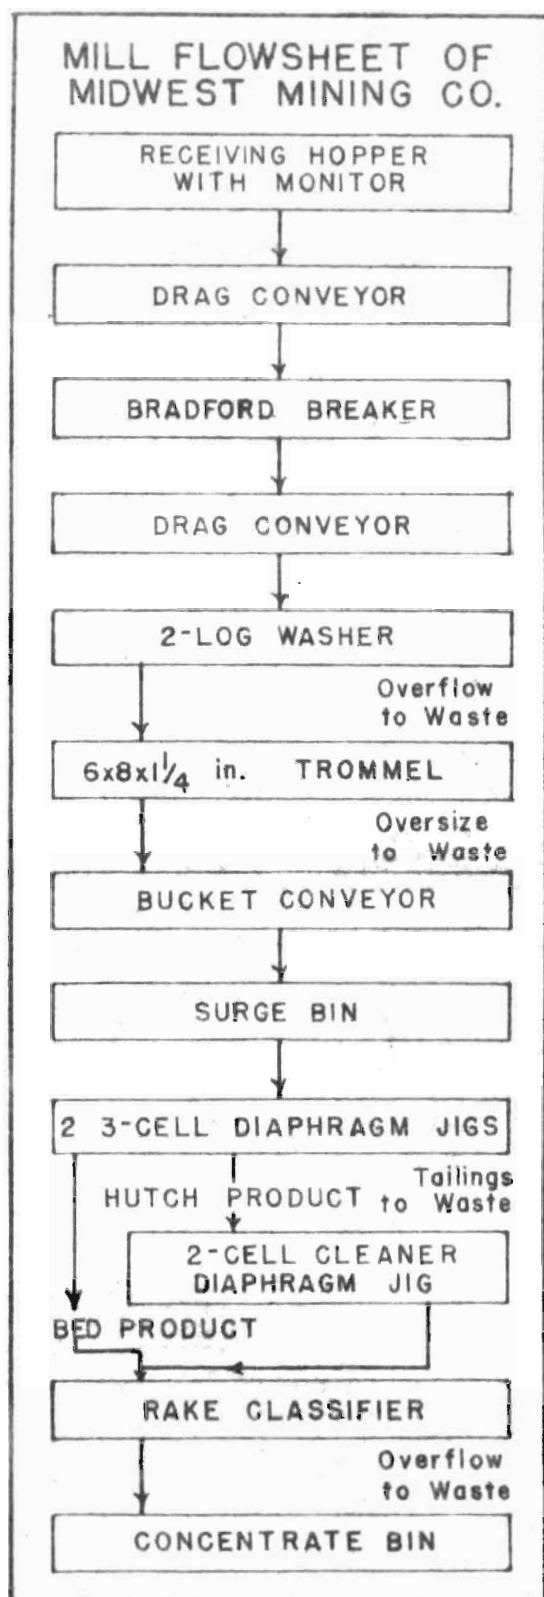 MILL FLOWSHEET OF
MIDWEST MINING CO.
RECEIVING HOPPER
WITH MONITOR
DRAG CONVEYOR
BRADFORD BREAKER
DRAG CONVEYOR
2-LOG WASHER
Overflow
to Waste
6x8x1 1/4 in. TROMMEL
Oversize
to Waste
BUCKET CONVEYOR
SURGE BIN
2 3-CELL DIAPHRAGM JIGS
Tailings
to Waste
HUTCH PRODUCT
2-CELL CLEANER
DIAPHRAGM JIG
BED PRODUCT
RAKE CLASSIFIER
Overflow
to Waste
CONCENTRATE BIN